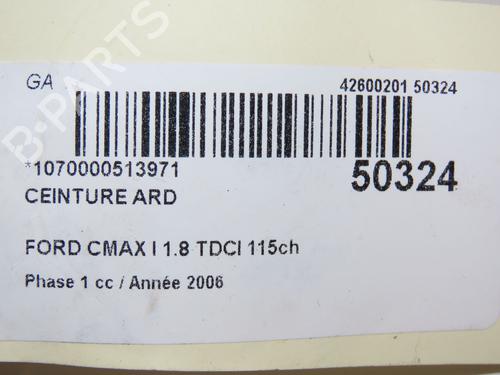 GA
42600201 50324
*1070000513971
50324
CEINTURE ARD
FORD CMAX I 1.8 TDCI 115ch
Phase 1 cc / Année 2006
B-PARTS